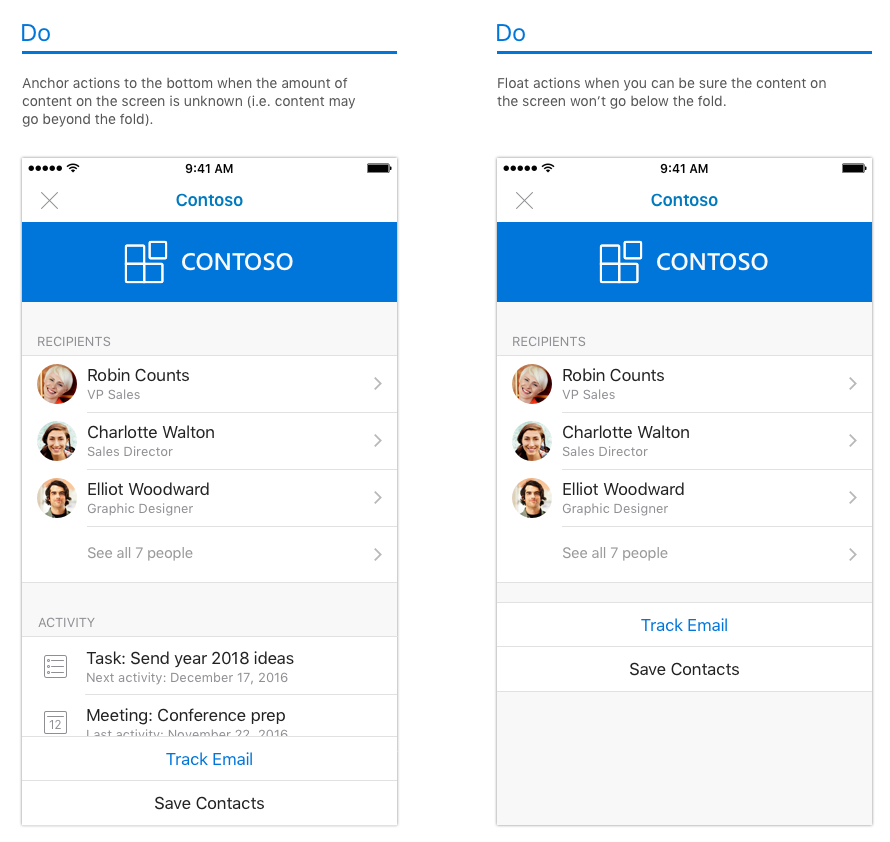 Do
Anchor actions to the bottom when the amount of
content on the screen is unknown (i.e. content may
go beyond the fold).
9:41 AM
Contoso
CONTOSO
RECIPIENTS
Robin Counts
VP Sales
Charlotte Walton
Sales Director
Elliot Woodward
Graphic Designer
See all 7 people
ACTIVITY
Task: Send year 2018 ideas
Next activity: December 17, 2016
12
Meeting: Conference prep
Last activity: November 22, 2016
Track Email
Save Contacts
Do
Float actions when you can be sure the content on
the screen won’t go below the fold.
9:41 AM
Contoso
CONTOSO
RECIPIENTS
Robin Counts
VP Sales
Charlotte Walton
Sales Director
Elliot Woodward
Graphic Designer
See all 7 people
Track Email
Save Contacts